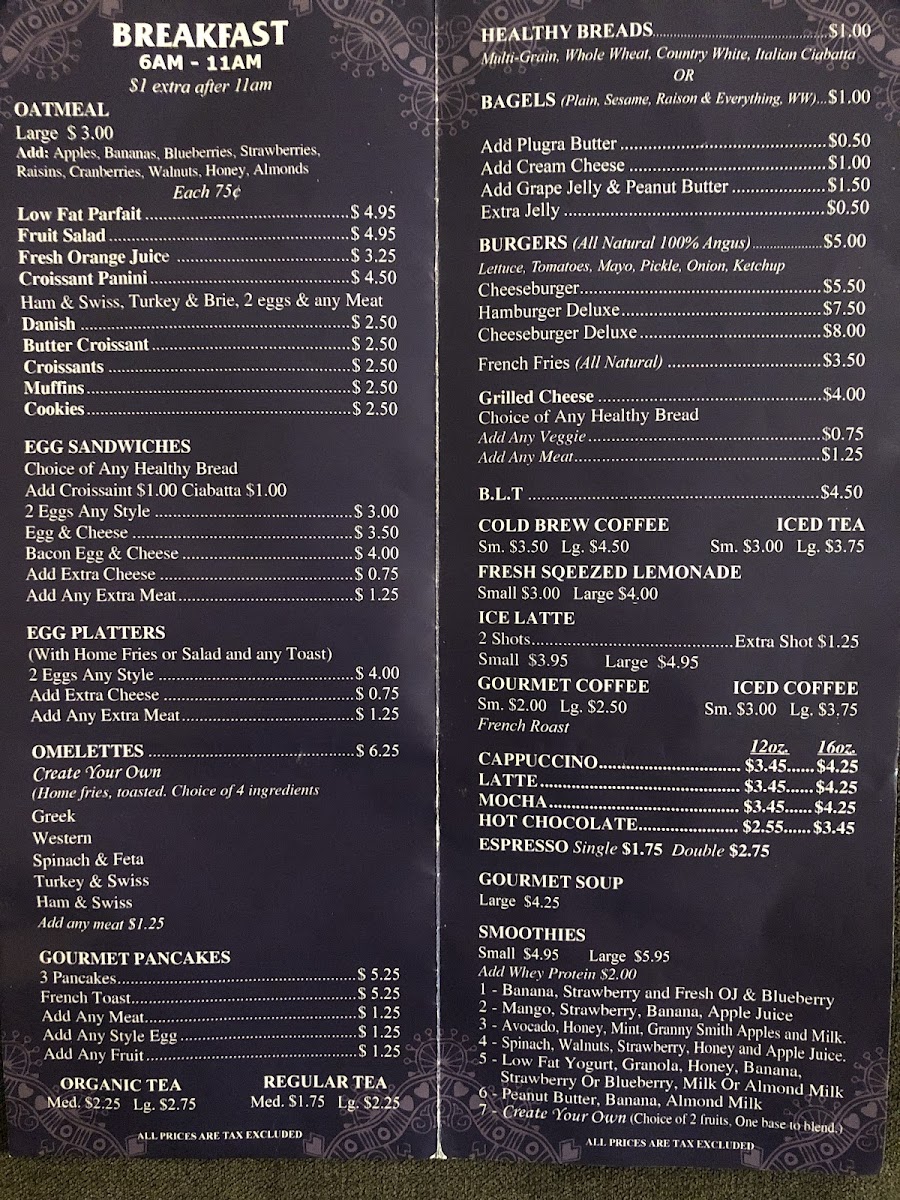 BREAKFAST
6AM - 11AM
$1 extra after 11am
OATMEAL
Large $ 3.00
Add: Apples, Bananas, Blueberries, Strawberries,
Raisins, Cranberries, Walnuts, Honey, Almonds
Each 75¢
Low Fat Parfait ........ $ 4.95
Fruit Salad ........ $ 4.95
Fresh Orange Juice ........ $ 3.25
Croissant Panini ........ $ 4.50
Ham & Swiss, Turkey & Brie, 2 eggs & any Meat
Danish ........ $ 2.50
Butter Croissant ........ $ 2.50
Croissants ........ $ 2.50
Muffins ........ $ 2.50
Cookies ........ $ 2.50
EGG SANDWICHES
Choice of Any Healthy Bread
Add Croissaint $1.00 Ciabatta $1.00
2 Eggs Any Style ........ $ 3.00
Egg & Cheese ........ $ 3.50
Bacon Egg & Cheese ........ $ 4.00
Add Extra Cheese ........ $ 0.75
Add Any Extra Meat ........ $ 1.25
EGG PLATTERS
(With Home Fries or Salad and any Toast)
2 Eggs Any Style ........ $ 4.00
Add Extra Cheese ........ $ 0.75
Add Any Extra Meat ........ $ 1.25
OMELETTES ........ $ 6.25
Create Your Own
(Home fries, toasted. Choice of 4 ingredients
Greek
Western
Spinach & Feta
Turkey & Swiss
Ham & Swiss
Add any meat $1.25
GOURMET PANCAKES
3 Pancakes ........ $ 5.25
French Toast ........ $ 5.25
Add Any Meat ........ $ 1.25
Add Any Style Egg ........ $ 1.25
Add Any Fruit ........ $ 1.25
ORGANIC TEA REGULAR TEA
Med. $2.25 Lg. $2.75 Med. $1.75 Lg. $2.25
ALL PRICES ARE TAX EXCLUDED
HEALTHY BREADS ........ $1.00
Multi-Grain, Whole Wheat, Country White, Italian Ciabatta
OR
BAGELS (Plain, Sesame, Raison & Everything, WW)...$1.00
Add Plugra Butter ........ $0.50
Add Cream Cheese ........ $1.00
Add Grape Jelly & Peanut Butter ........ $1.50
Extra Jelly ........ $0.50
BURGERS (All Natural 100% Angus) ........ $5.00
Lettuce, Tomatoes, Mayo, Pickle, Onion, Ketchup
Cheeseburger ........ $5.50
Hamburger Deluxe ........ $7.50
Cheeseburger Deluxe ........ $8.00
French Fries (All Natural) ........ $3.50
Grilled Cheese ........ $4.00
Choice of Any Healthy Bread
Add Any Veggie ........ $0.75
Add Any Meat ........ $1.25
B.L.T ........ $4.50
COLD BREW COFFEE ICED TEA
Sm. $3.50 Lg. $4.50 Sm. $3.00 Lg. $3.75
FRESH SQEEZED LEMONADE
Small $3.00 Large $4.00
ICE LATTE
2 Shots ........ Extra Shot $1.25
Small $3.95 Large $4.95
GOURMET COFFEE ICED COFFEE
Sm. $2.00 Lg. $2.50 Sm. $3.00 Lg. $3.75
French Roast
12oz. 16oz.
CAPPUCCINO ........ $3.45...... $4.25
LATTE ........ $3.45...... $4.25
MOCHA ........ $3.45...... $4.25
HOT CHOCOLATE ........ $2.55...... $3.45
ESPRESSO Single $1.75 Double $2.75
GOURMET SOUP
Large $4.25
SMOOTHIES
Small $4.95 Large $5.95
Add Whey Protein $2.00
1 - Banana, Strawberry and Fresh OJ & Blueberry
2 - Mango, Strawberry, Banana, Apple Juice
3 - Avocado, Honey, Mint, Granny Smith Apples and Milk.
4 - Spinach, Walnuts, Strawberry, Honey and Apple Juice.
5 - Low Fat Yogurt, Granola, Honey, Banana,
Strawberry Or Blueberry, Milk Or Almond Milk
6 - Peanut Butter, Banana, Almond Milk
7 - Create Your Own (Choice of 2 fruits, One base to blend.)
ALL PRICES ARE TAX EXCLUDED